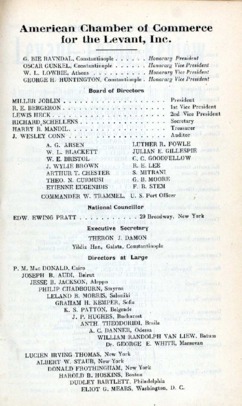 American Chamber of Commerce
for the Levant, Inc.
G. BIE RAVNDAL, Constantinople . . . . . . Honorary President
OSCAR GUNKEL, Constantinople . . . . . Honorary Vice President
W. L. LOWRIE, Athens . . . . . . Honorary Vice President
GEORGE H. HUNTINGTON, Constantinople . Honorary Vice President
Board of Directors
MILLER JOBLIN . . . . . . . . . . President
B. E. BERGERON . . . . . . . . . . 1st Vice President
LEWIS HECK . . . . . . . . . . 2nd Vice President
RICHARD SCHELLENS . . . . . . . . . . Secretary
HARRY B. MANDIL . . . . . . . . . . Treasurer
J. WESLEY CONN . . . . . . . . . . Auditor
A. G. ARSEN LUTHER R. FOWLE
W. L. BLACKETT JULIAN E. GILLESPIE
W. E. BRISTOL C. C. GOODFELLOW
J. WYLIE BROWN R. E. LEE
ARTHUR T. CHESTER S. MITRANI
THEO. N. CURMUSI G. D. MOORE
ETIENNE EUGENIDIS F. B. STEM
COMMANDER W. TRAMMEL, U. S. Port Officer
National Councillor
EDW. EWING PRATT . . . . . . . . . . 29 Broadway, New York
Executive Secretary
THERON J. DAMON
Yildiz Han, Galata, Constantinople
Directors at Large
P. M. Mac DONALD, Cairo
JOSEPH R. AUDI, Beirut
JESSE B. JACKSON, Aleppo
PHILIP CHADBOURN, Smyrna
LELAND B. MORRIS, Saloniki
GRAHAM H. KEMPER, Sofia
K. S. PATTON, Belgrade
J. P. HUGHES, Bucharest
ANTH. THEODORIDI, Braila
A. C. DANNER, Odessa
WILLIAM RANDOLPH VAN LIEW, Batum
Dr. GEORGE E. WHITE, Marsovan
LUCIEN IRVING THOMAS, New York
ALBERT W. STAUB, New York
DONALD FROTHINGHAM, New York
HAROLD B. HOSKINS, Boston
DUDLEY BARTLETT, Philadelphia
ELIOT G. MEARS, Washington, D. C.